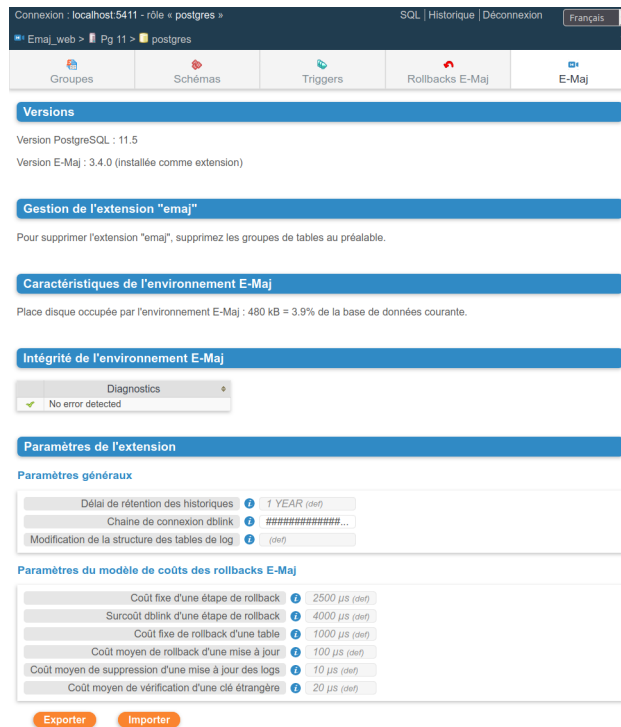 Connexion : localhost:5411 - rôle « postgres » SQL | Historique | Déconnexion Français
Emaj_web > Pg 11 > postgres
Groupes Schémas Triggers Rollbacks E-Maj E-Maj
Versions
Version PostgreSQL : 11.5
Version E-Maj : 3.4.0 (installée comme extension)
Gestion de l'extension "emaj"
Pour supprimer l'extension "emaj", supprimez les groupes de tables au préalable.
Caractéristiques de l'environnement E-Maj
Place disque occupée par l'environnement E-Maj : 480 kB = 3.9% de la base de données courante.
Intégrité de l'environnement E-Maj
Diagnostics
No error detected
Paramètres de l'extension
Paramètres généraux
Délai de rétention des historiques 1 YEAR (def)
Chaine de connexion dblink #############...
Modification de la structure des tables de log (def)
Paramètres du modèle de coûts des rollbacks E-Maj
Coût fixe d'une étape de rollback 2500 µs (def)
Surcoût dblink d'une étape de rollback 4000 µs (def)
Coût fixe de rollback d'une table 1000 µs (def)
Coût moyen de rollback d'une mise à jour 100 µs (def)
Coût moyen de suppression d'une mise à jour des logs 10 µs (def)
Coût moyen de vérification d'une clé étrangère 20 µs (def)
Exporter Importer